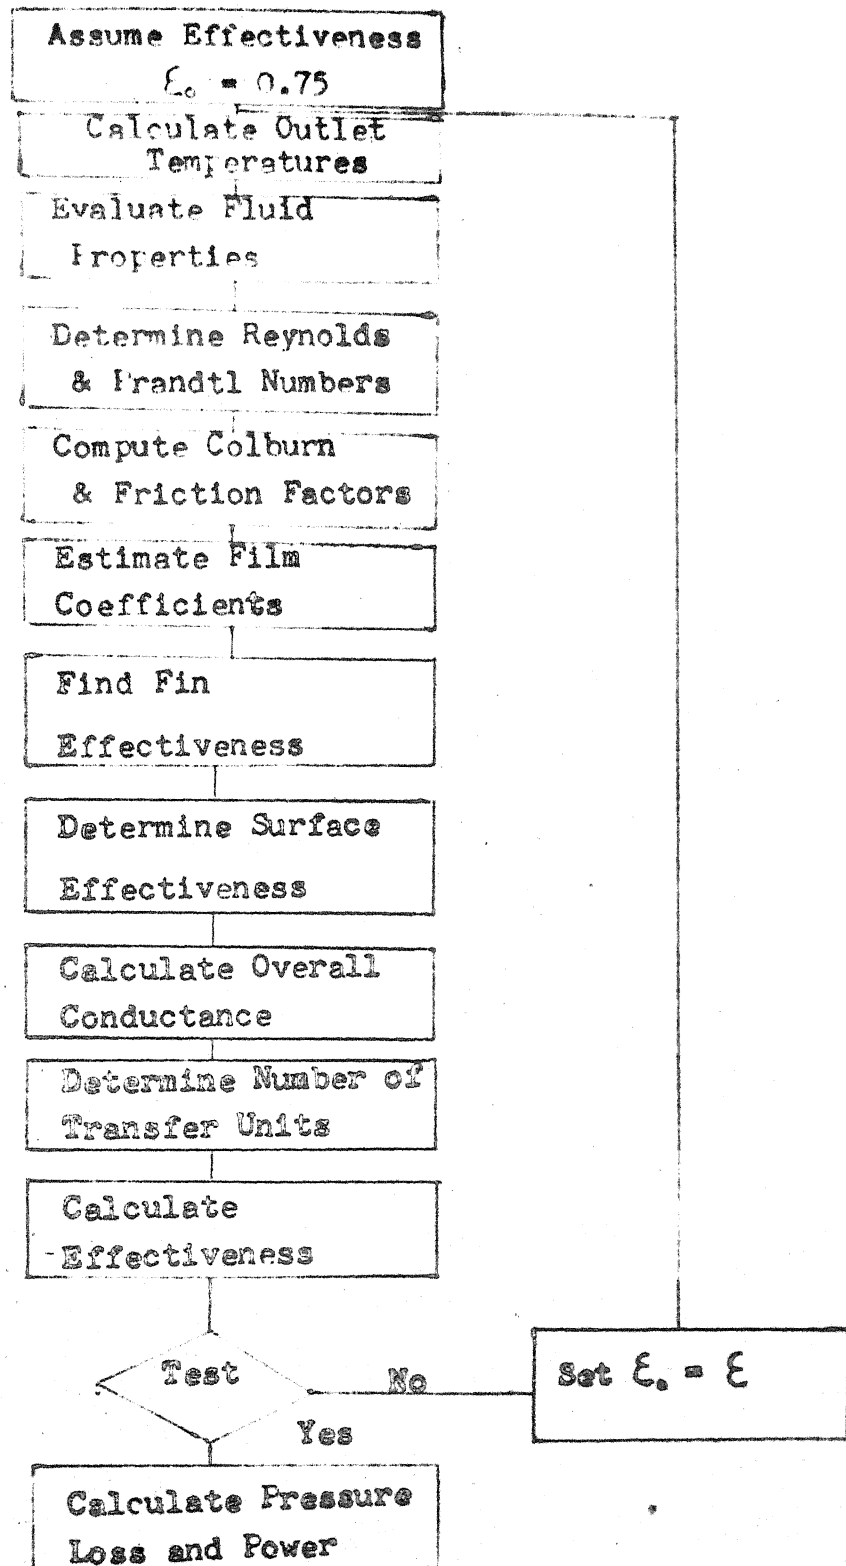 Assume Effectiveness
ℰ₀ = 0.75
Calculate Outlet
Temperatures
Evaluate Fluid
Properties
Determine Reynolds
& Prandtl Numbers
Compute Colburn
& Friction Factors
Estimate Film
Coefficients
Find Fin
Effectiveness
Determine Surface
Effectiveness
Calculate Overall
Conductance
Determine Number of
Transfer Units
Calculate
Effectiveness
Test
No
Set ℰ₀ = ℰ
Yes
Calculate Pressure
Loss and Power